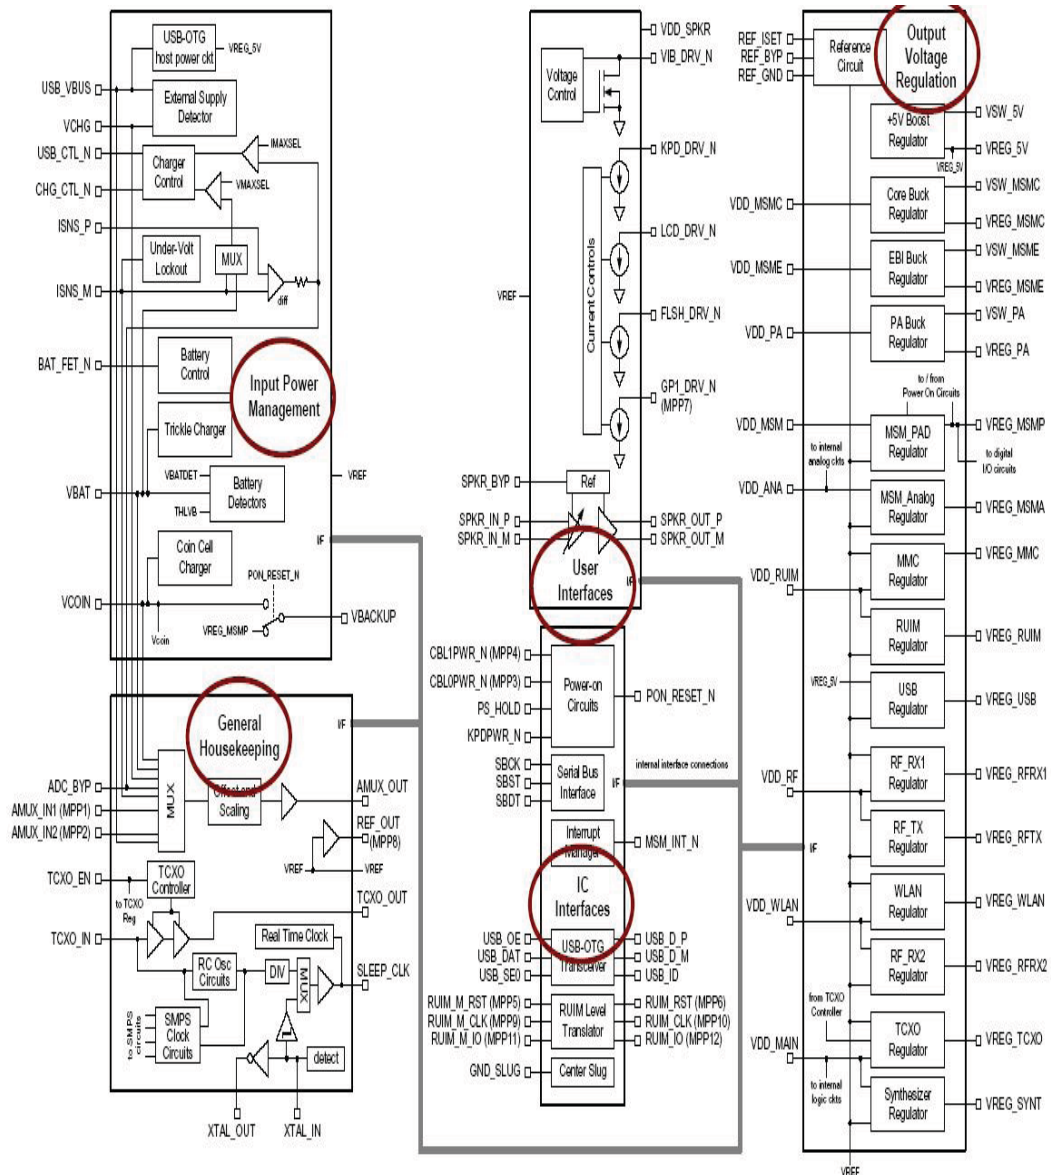 USB-OTG
host power ckt
VREG_5V
USB_VBUS
External Supply
Detector
VCHG
USB_CTL_N
IMAXSEL
Charger
Control
CHG_CTL_N
VMAXSEL
ISNS_P
Under-Volt
Lockout
MUX
ISNS_M
diff
BAT_FET_N
Battery
Control
Input Power
Management
Trickle Charger
VBATDET
VREF
VBAT
Battery
Detectors
THLVB
I/F
Coin Cell
Charger
PON_RESET_N
VCOIN
VBACKUP
VREG_MSMP
Vcoin
General
Housekeeping
I/F
ADC_BYP
MUX
Offset and
Scaling
AMUX_OUT
AMUX_IN1 (MPP1)
AMUX_IN2 (MPP2)
REF_OUT
(MPP8)
VREF
VREF
TCXO_EN
TCXO
Controller
to TCXO
Reg
TCXO_OUT
TCXO_IN
Real Time Clock
RC Osc
Circuits
DIV
MUX
SLEEP_CLK
to SMPS
circuits
SMPS
Clock
Circuits
detect
XTAL_OUT
XTAL_IN
VDD_SPKR
VIB_DRV_N
Voltage
Control
KPD_DRV_N
LCD_DRV_N
Current Controls
VREF
FLSH_DRV_N
GP1_DRV_N
(MPP7)
SPKR_BYP
Ref
SPKR_IN_P
SPKR_IN_M
SPKR_OUT_P
SPKR_OUT_M
User
Interfaces
I/F
CBL1PWR_N (MPP4)
CBL0PWR_N (MPP3)
Power-on
Circuits
PON_RESET_N
PS_HOLD
KPDPWR_N
SBCK
SBST
SBDT
Serial Bus
Interface
I/F
internal interface connections
Interrupt
Manager
MSM_INT_N
IC
Interfaces
USB_OE
USB_DAT
USB_SE0
USB-OTG
Transceiver
USB_D_P
USB_D_M
USB_ID
RUIM_M_RST (MPP5)
RUIM_M_CLK (MPP9)
RUIM_M_IO (MPP11)
RUIM Level
Translator
RUIM_RST (MPP6)
RUIM_CLK (MPP10)
RUIM_IO (MPP12)
GND_SLUG
Center Slug
REF_ISET
REF_BYP
REF_GND
Reference
Circuit
Output
Voltage
Regulation
+5V Boost
Regulator
VSW_5V
VREG_5V
VREG_5V
VDD_MSMC
Core Buck
Regulator
VSW_MSMC
VREG_MSMC
VDD_MSME
EBI Buck
Regulator
VSW_MSME
VREG_MSME
VDD_PA
PA Buck
Regulator
VSW_PA
VREG_PA
to / from
Power On Circuits
VDD_MSM
MSM_PAD
Regulator
VREG_MSMP
to internal
analog ckts
to digital
I/O circuits
VDD_ANA
MSM_Analog
Regulator
VREG_MSMA
MMC
Regulator
VREG_MMC
VDD_RUIM
RUIM
Regulator
VREG_RUIM
VREG_5V
USB
Regulator
VREG_USB
VDD_RF
RF_RX1
Regulator
VREG_RFRX1
RF_TX
Regulator
VREG_RFTX
I/F
VDD_WLAN
WLAN
Regulator
VREG_WLAN
RF_RX2
Regulator
VREG_RFRX2
from TCXO
Controller
VDD_MAIN
TCXO
Regulator
VREG_TCXO
to internal
logic ckts
Synthesizer
Regulator
VREG_SYNT
VREF